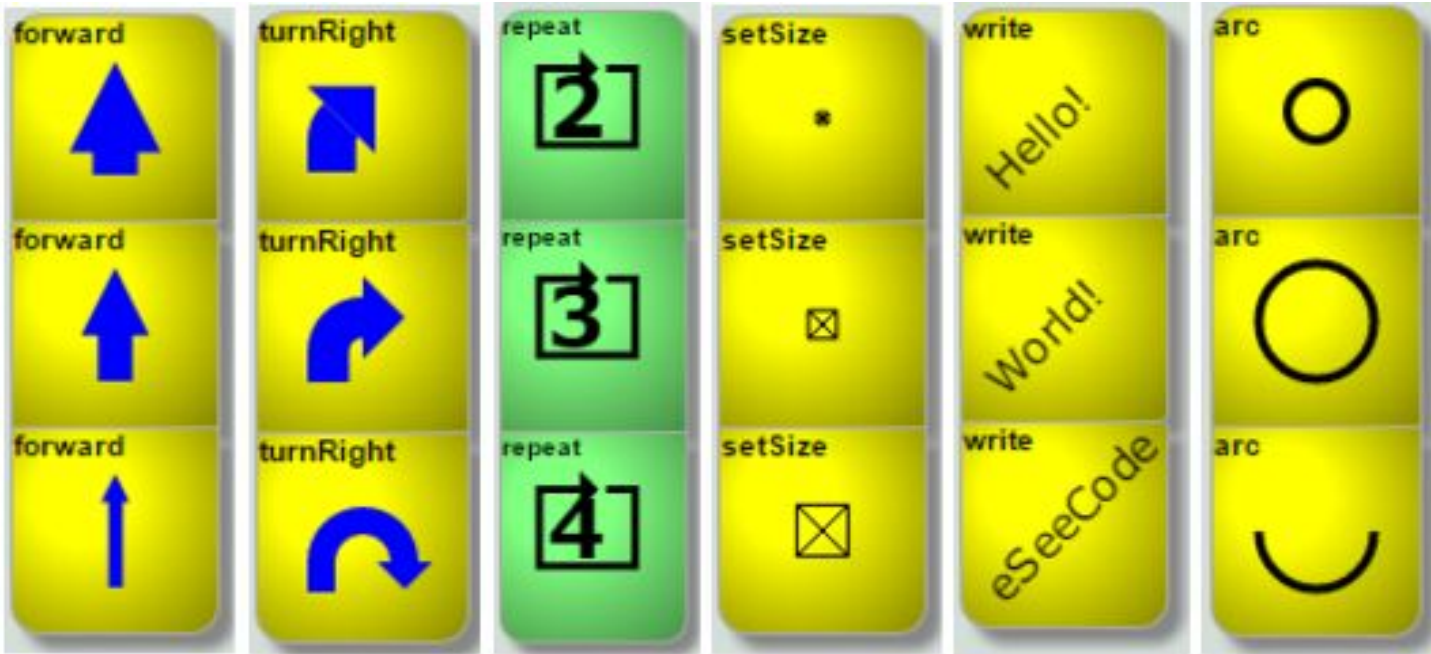 forward
turnRight
repeat
setSize
write
arc
2
Hello!
forward
turnRight
repeat
setSize
write
arc
3
World!
forward
turnRight
repeat
setSize
write
arc
4
eSeeCode